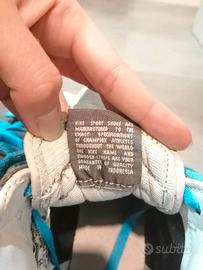 NIKE SPORT SHOES ARE
MANUFACTURED TO THE
EXACT SPECIFICATIONS
OF CHAMPION ATHLETES
THROUGHOUT THE WORLD
THE NIKE NAME AND
SWOOSH STRIPE ARE YOUR
GUARANTEE OF QUALITY
MADE IN INDONESIA
subito